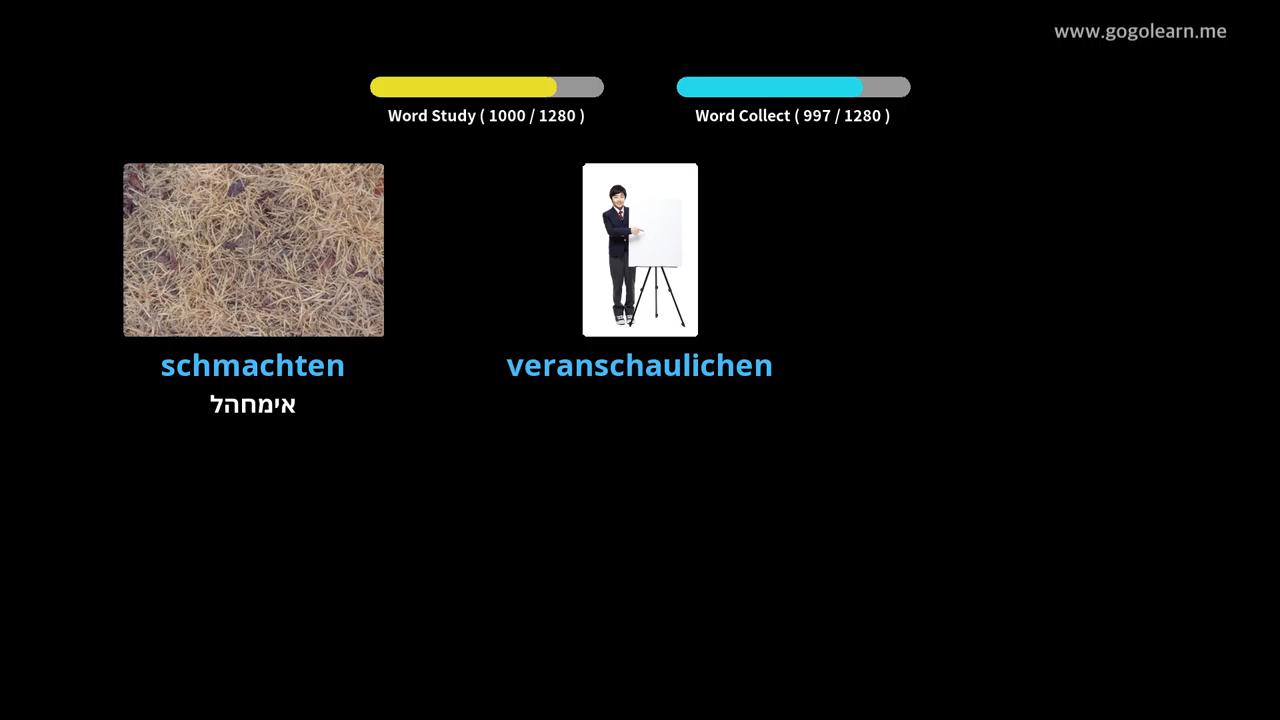 www.gogolearn.me
Word Study ( 1000 / 1280 )
Word Collect ( 997 / 1280 )
schmachten
veranschaulichen
אימחהל